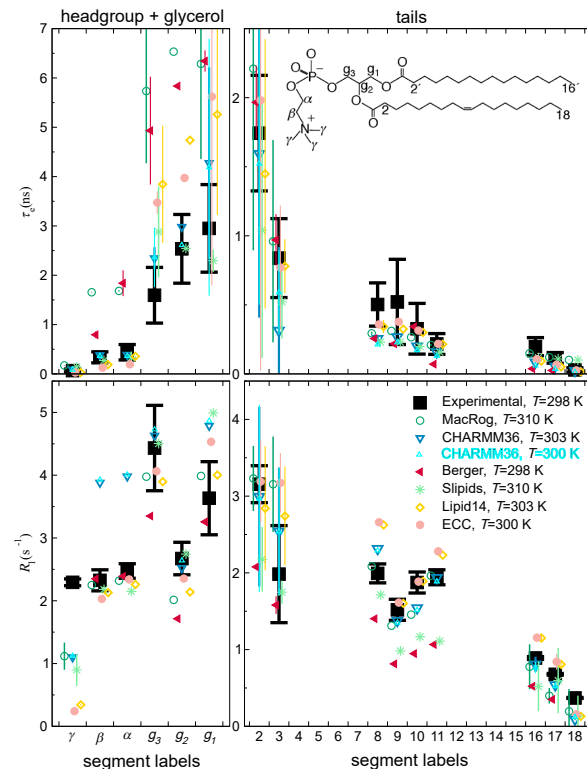 headgroup + glycerol
tails
τe(ns)
7
6
5
4
3
2
1
0
2
1
0
O
O
P
−
O
O
g3
g1
g2
O
O
O
O
2´
16´
2
18
α
β
N
+
γ
γ
γ
R1(s⁻¹)
5
4
3
2
1
0
5
4
3
2
1
0
Experimental, T=298 K
MacRog, T=310 K
CHARMM36, T=303 K
CHARMM36, T=300 K
Berger, T=298 K
Slipids, T=310 K
Lipid14, T=303 K
ECC, T=300 K
γ β α g3 g2 g1
2 3 4 5 6 7 8 9 10 11 12 13 14 15 16 17 18
segment labels
segment labels